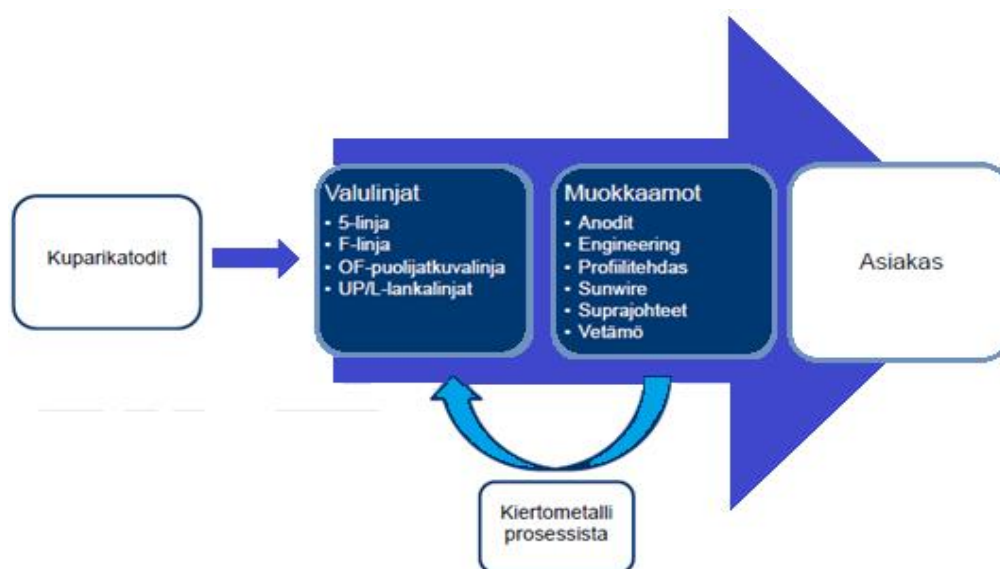 Kuparikatodit
Valulinjat
• 5-linja
• F-linja
• OF-puolijatkuvalinja
• UP/L-lankalinjat
Muokkaamot
• Anodit
• Engineering
• Profiilitehdas
• Sunwire
• Suprajohteet
• Vetämö
Asiakas
Kiertometalli
prosessista